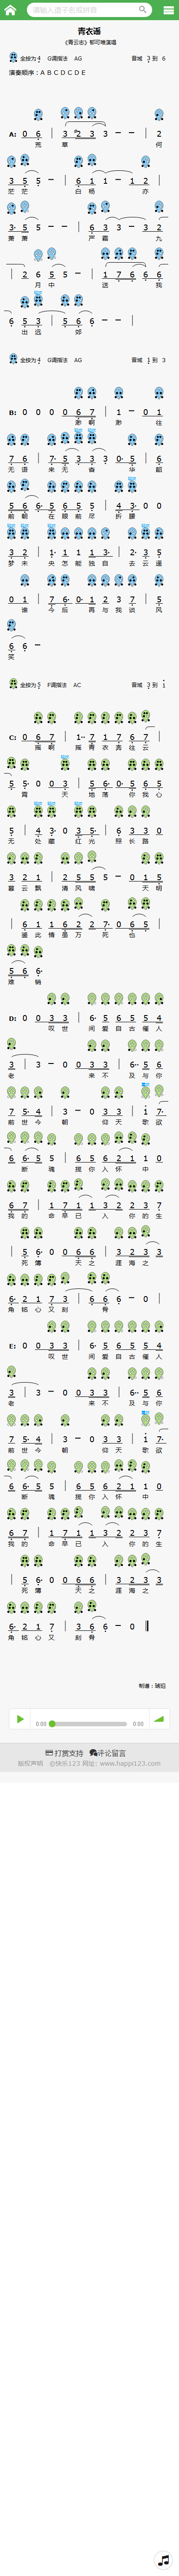 请输入谱子名或拼音
青衣谣
《青云志》郁可唯演唱
全按为 4 G调指法 AG 音域 3 到 6
演奏顺序：A B C D C D E
A: 0 6 3 2 3 3 － － 2
荒 草 何
3 5 5 － 6 1 1 － 1 2
茫 茫 白 杨 亦
3· 5 5 － － 6 3 3 － 3 2
萧 萧 严 霜 九
2 6 5 5 － 1 7 6 6 6
月 中 送 我
6 5 3 5 6 6 － －
出 远 郊
全按为 4 G调指法 AG 音域 1 到 3
B: 0 0 0 0 6 7 1 － 0 1
渺 啊 渺 往
7 6 7· 5 3 3 3 0· 5 6
无 语 来 无 杳 华 韶
5 6 6· 5 6 5 5 4 3· 0 0
前 朝 在 眼 前 尽 折 腰
3 2 1· 1 1 1 3· 2· 3 5
梦 未 央 怎 能 独 自 去 云 遥
0 1 7 6· 0· 1 2 3 7 5
谁 今 后 再 与 我 谈 风
6 6 －
笑
全按为 5 F调指法 AC 音域 3 到 1
C: 0 6 7 1·· 7 1 7 6 7
摇 啊 摇 青 衣 袅 往 云
5 5· 0 0 3 5 6· 0· 5 6 5
霄 天 地 荡 你 我 心
5 4 3· 0 3 5· 6 3 3 0
无 处 藏 红 光 照 长 路
3 2 1 2 5 5 5 － 0 1 5
暮 云 飘 清 风 啸 天 明
6 1 1 6 2 2 7· 0 6 5
鉴 此 情 虽 万 死 也
5 6 6·
难 销
D: 0 0 3 3 6· 5 6 5 5 4
叹 世 间 爱 自 古 催 人
3 3 － 0 0 3 3 6·· 5 6
老 来 不 及 与 你
7 5· 4 3 － 0 3 3 1 7·
前 世 今 朝 仰 天 歌 欲
6 6· 5 5 6 5 6 2 1 1 0
断 魂 揽 你 入 怀 中
6 7 1 7 1 1 3 2 2 3 7
我 的 命 早 已 入 你 的 生
5 6· 0 0 6 6 3 2 3 3
死 薄 天 之 涯 海 之
6· 2 1 7 3 6 6 6 － 0
角 铭 心 又 刻 骨
E: 0 0 3 3 6· 5 6 5 5 4
叹 世 间 爱 自 古 催 人
3 3 － 0 0 3 3 6·· 5 6
老 来 不 及 与 你
7 5· 4 3 － 0 3 3 1 7·
前 世 今 朝 仰 天 歌 欲
6 6· 5 5 6 5 6 2 1 1 0
断 魂 揽 你 入 怀 中
6 7 1 7 1 1 3 2 2 3 7
我 的 命 早 已 入 你 的 生
5 6· 0 0 6 6 3 2 3 3
死 薄 天 之 涯 海 之
6· 2 1 7 3 6 6· － 0
角 铭 心 又 刻 骨
0:00 0:00
打赏支持 评论留言
版权声明 ©快乐123 网址：www.happi123.com